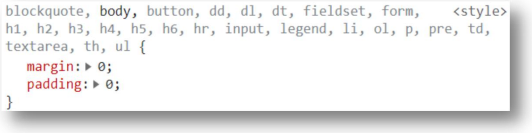 blockquote, body, button, dd, dl, dt, fieldset, form, <style>
h1, h2, h3, h4, h5, h6, hr, input, legend, li, ol, p, pre, td,
textarea, th, ul {
margin:▶ 0;
padding:▶ 0;
}